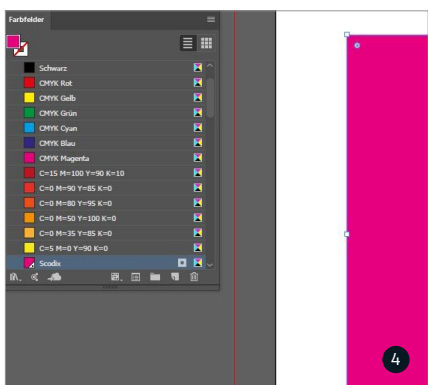 Farbfelder
Schwarz
CMYK Rot
CMYK Gelb
CMYK Grün
CMYK Cyan
CMYK Blau
CMYK Magenta
C=15 M=100 Y=90 K=10
C=0 M=90 Y=85 K=0
C=0 M=80 Y=95 K=0
C=0 M=50 Y=100 K=0
C=0 M=35 Y=85 K=0
C=5 M=0 Y=90 K=0
Scodix
4